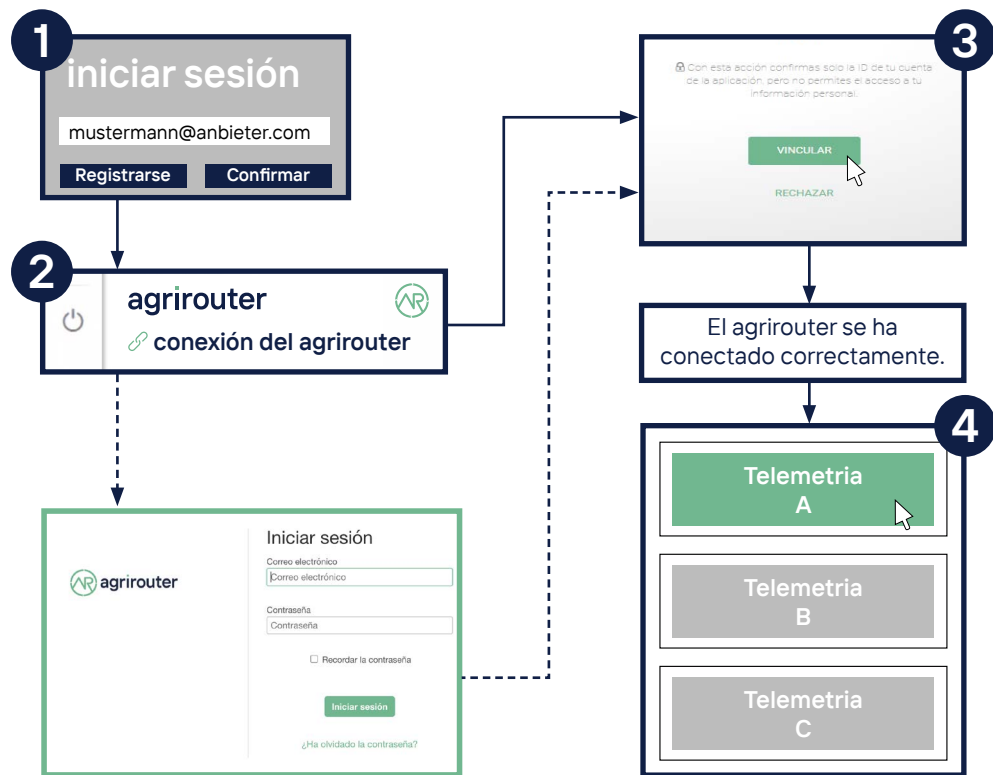 1
iniciar sesión
mustermann@anbieter.com
Registrarse
Confirmar
2
agrirouter
AR
conexión del agrirouter
AR agrirouter
Iniciar sesión
Correo electrónico
Correo electrónico
Contraseña
Contraseña
Recordar la contraseña
Iniciar sesión
¿Ha olvidado la contraseña?
3
Con esta acción confirmas solo la ID de tu cuenta
de la aplicación, pero no permites el acceso a tu
información personal.
VINCULAR
RECHAZAR
El agrirouter se ha
conectado correctamente.
4
Telemetria
A
Telemetria
B
Telemetria
C